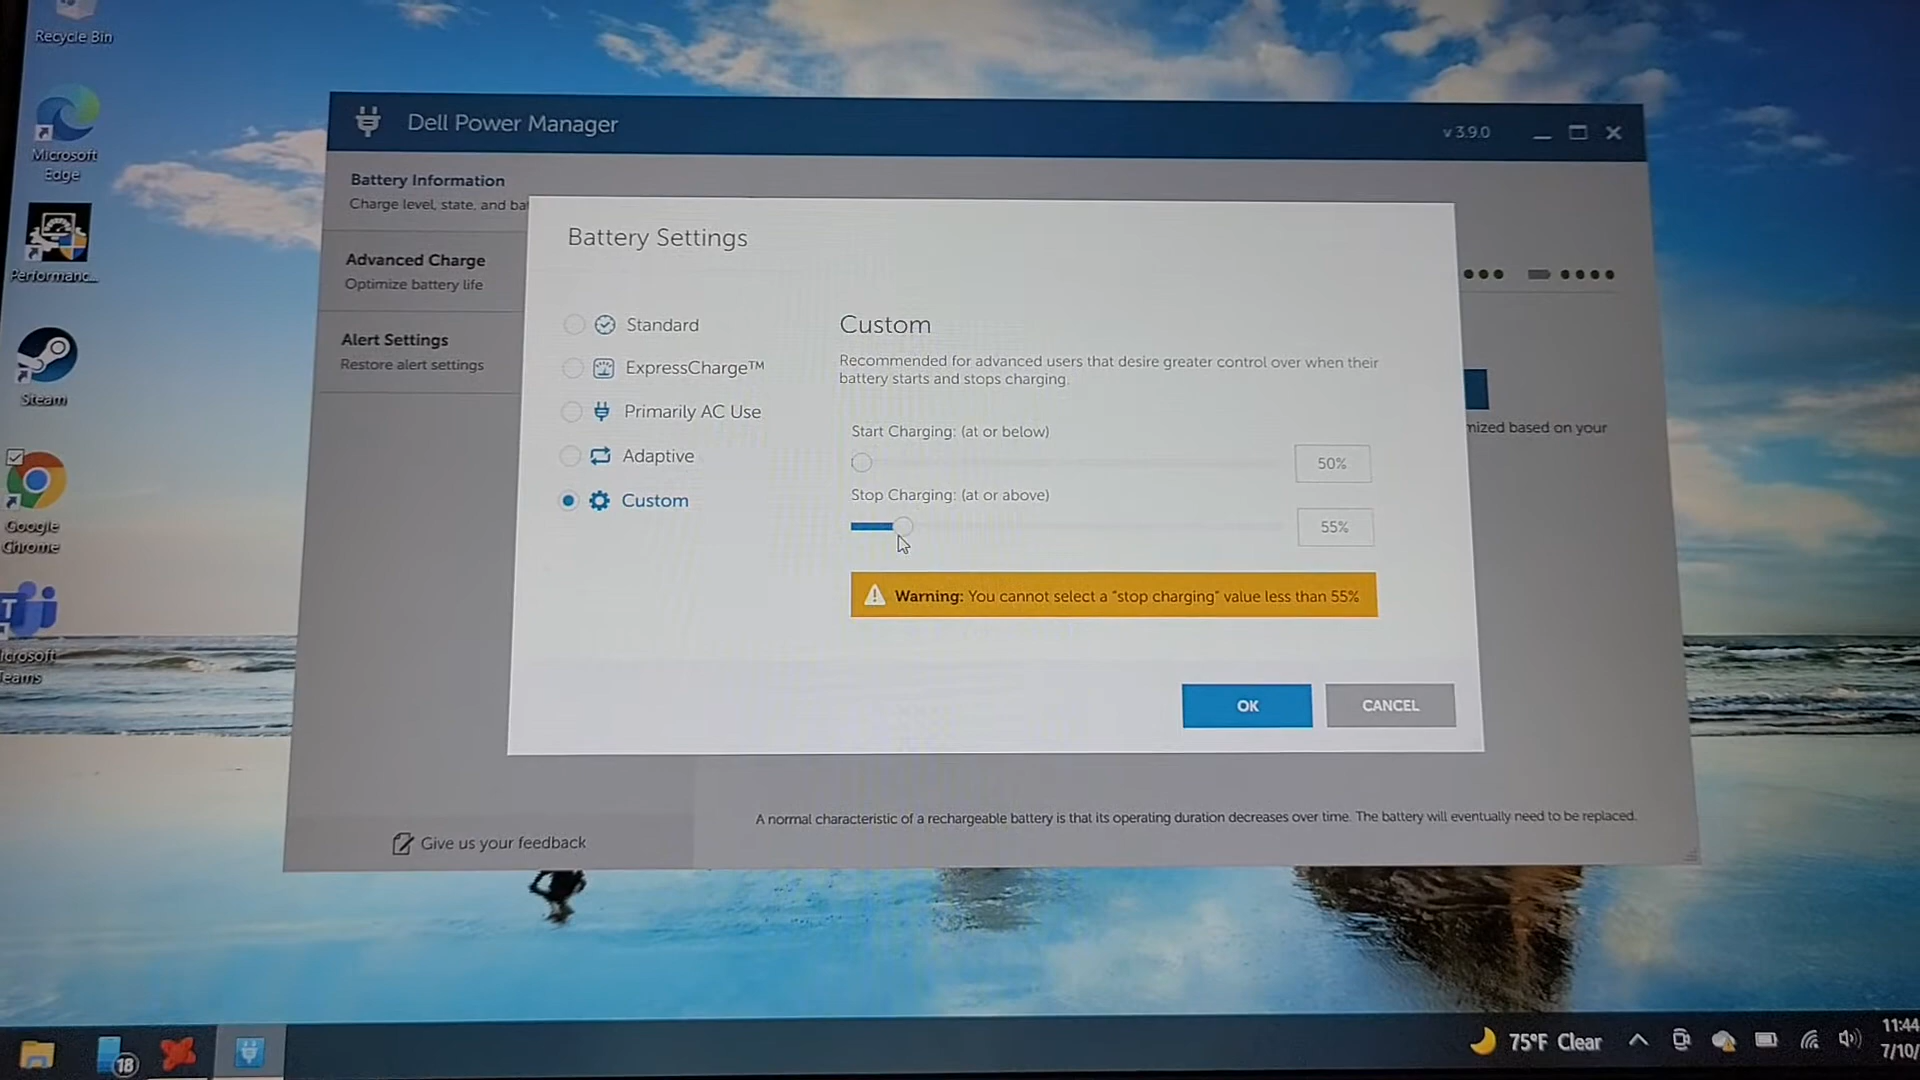 Recycle Bin
Microsoft
Edge
Performanc...
Steam
Google
Chrome
icrosoft
Teams
Dell Power Manager
v 3.9.0
Battery Information
Charge level, state, and ba
Advanced Charge
Optimize battery life
Alert Settings
Restore alert settings
Battery Settings
Standard
ExpressCharge™
Primarily AC Use
Adaptive
Custom
Custom
Recommended for advanced users that desire greater control over when their
battery starts and stops charging.
Start Charging: (at or below)
50%
Stop Charging: (at or above)
55%
Warning: You cannot select a "stop charging" value less than 55%
OK
CANCEL
mized based on your
A normal characteristic of a rechargeable battery is that its operating duration decreases over time. The battery will eventually need to be replaced.
Give us your feedback
18
75°F Clear
11:44
7/10/